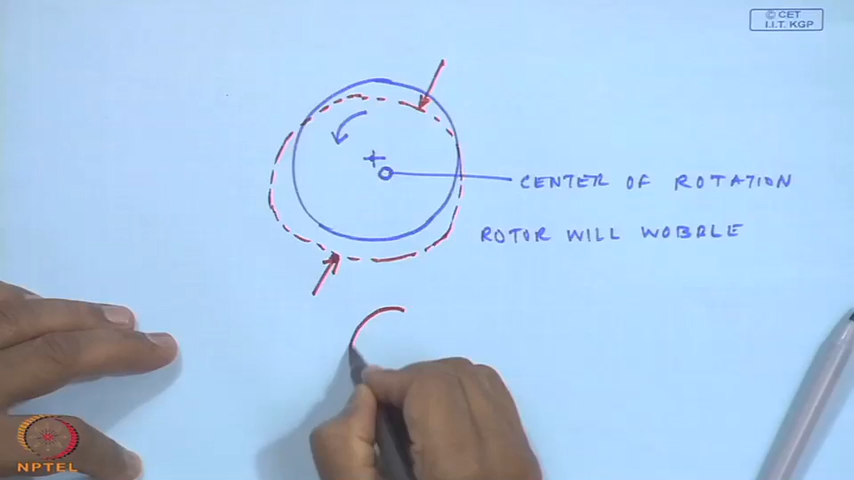 © CET
I.I.T. KGP
CENTER OF ROTATION
ROTOR WILL WOBBLE
NPTEL